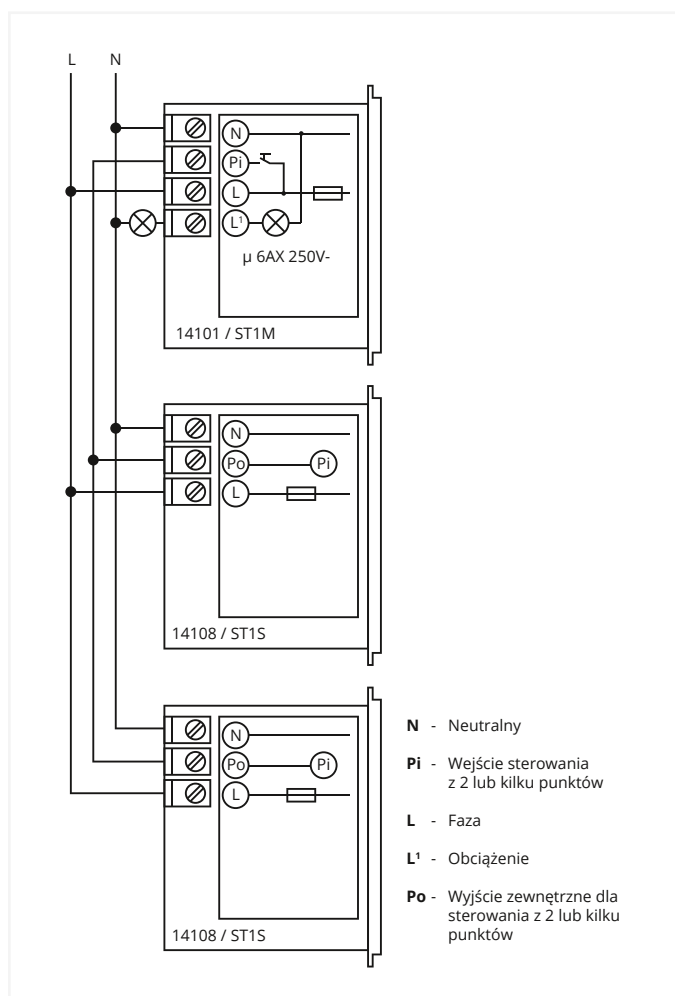 L N
N
Pi
L
L¹
µ 6AX 250V-
14101 / ST1M
N
Po Pi
L
14108 / ST1S
N
Po Pi
L
14108 / ST1S
N - Neutralny
Pi - Wejście sterowania
z 2 lub kilku punktów
L - Faza
L¹ - Obciążenie
Po - Wyjście zewnętrzne dla
sterowania z 2 lub kilku
punktów